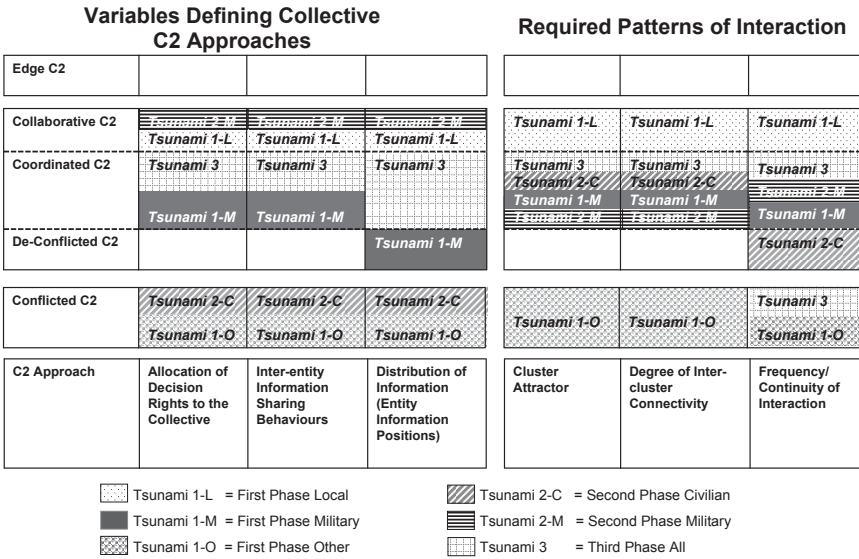 Variables Defining Collective
C2 Approaches
Required Patterns of Interaction
Edge C2
Collaborative C2
Tsunami 2-M
Tsunami 2-M
Tsunami 2-M
Tsunami 1-L
Tsunami 1-L
Tsunami 1-L
Tsunami 1-L
Tsunami 1-L
Tsunami 1-L
Coordinated C2
Tsunami 3
Tsunami 3
Tsunami 3
Tsunami 3
Tsunami 3
Tsunami 3
Tsunami 2-C
Tsunami 2-C
Tsunami 2-M
Tsunami 1-M
Tsunami 1-M
Tsunami 1-M
Tsunami 1-M
Tsunami 1-M
Tsunami 2-M
Tsunami 2-M
De-Conflicted C2
Tsunami 1-M
Tsunami 2-C
Conflicted C2
Tsunami 2-C
Tsunami 2-C
Tsunami 2-C
Tsunami 3
Tsunami 1-O
Tsunami 1-O
Tsunami 1-O
Tsunami 1-O
Tsunami 1-O
Tsunami 1-O
C2 Approach
Allocation of
Decision
Rights to the
Collective
Inter-entity
Information
Sharing
Behaviours
Distribution of
Information
(Entity
Information
Positions)
Cluster
Attractor
Degree of Inter-
cluster
Connectivity
Frequency/
Continuity of
Interaction
Tsunami 1-L = First Phase Local
Tsunami 1-M = First Phase Military
Tsunami 1-O = First Phase Other
Tsunami 2-C = Second Phase Civilian
Tsunami 2-M = Second Phase Military
Tsunami 3 = Third Phase All